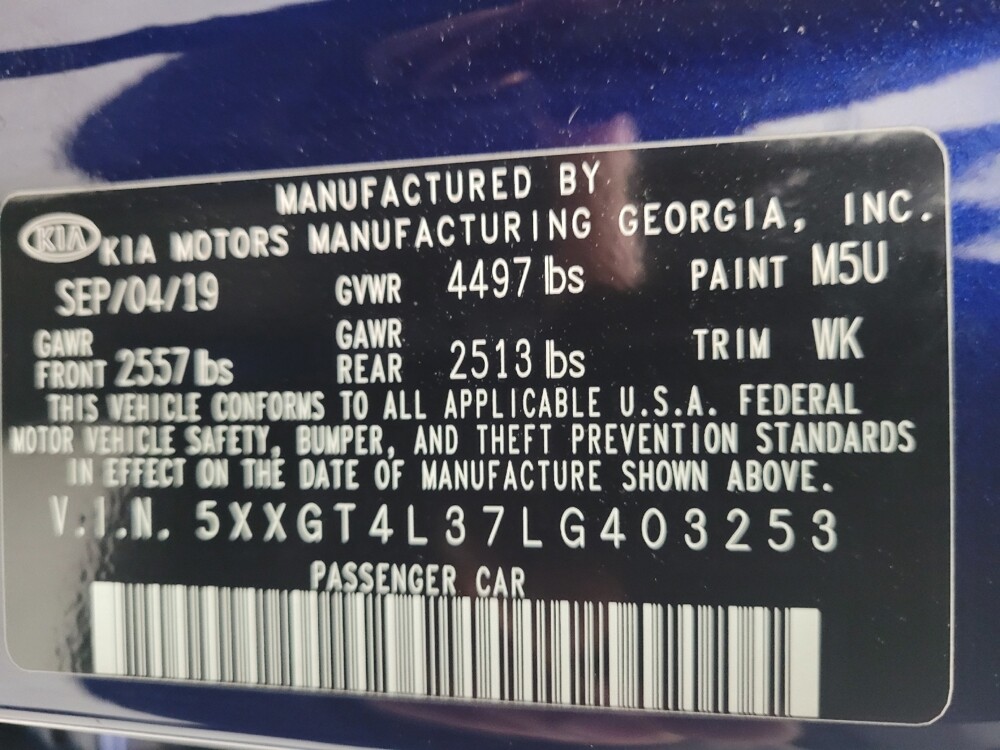 MANUFACTURED BY
KIA KIA MOTORS MANUFACTURING GEORGIA, INC.
SEP/04/19 GVWR 4497 lbs PAINT M5U
GAWR FRONT 2557 lbs GAWR REAR 2513 lbs TRIM WK
THIS VEHICLE CONFORMS TO ALL APPLICABLE U.S.A. FEDERAL
MOTOR VEHICLE SAFETY, BUMPER, AND THEFT PREVENTION STANDARDS
IN EFFECT ON THE DATE OF MANUFACTURE SHOWN ABOVE.
V.I.N. 5XXGT4L37LG403253
PASSENGER CAR